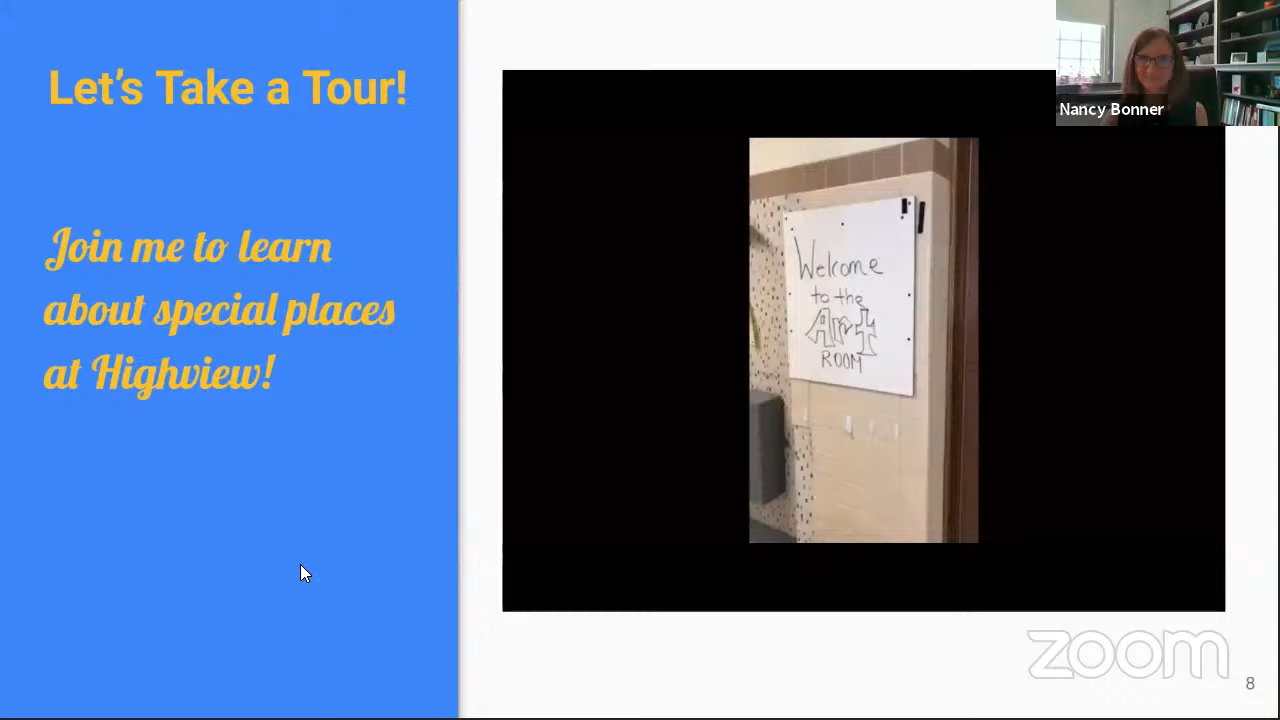 Let's Take a Tour!
Join me to learn
about special places
at Highview!
Nancy Bonner
Welcome
to the
Art
ROOM
zoom
8